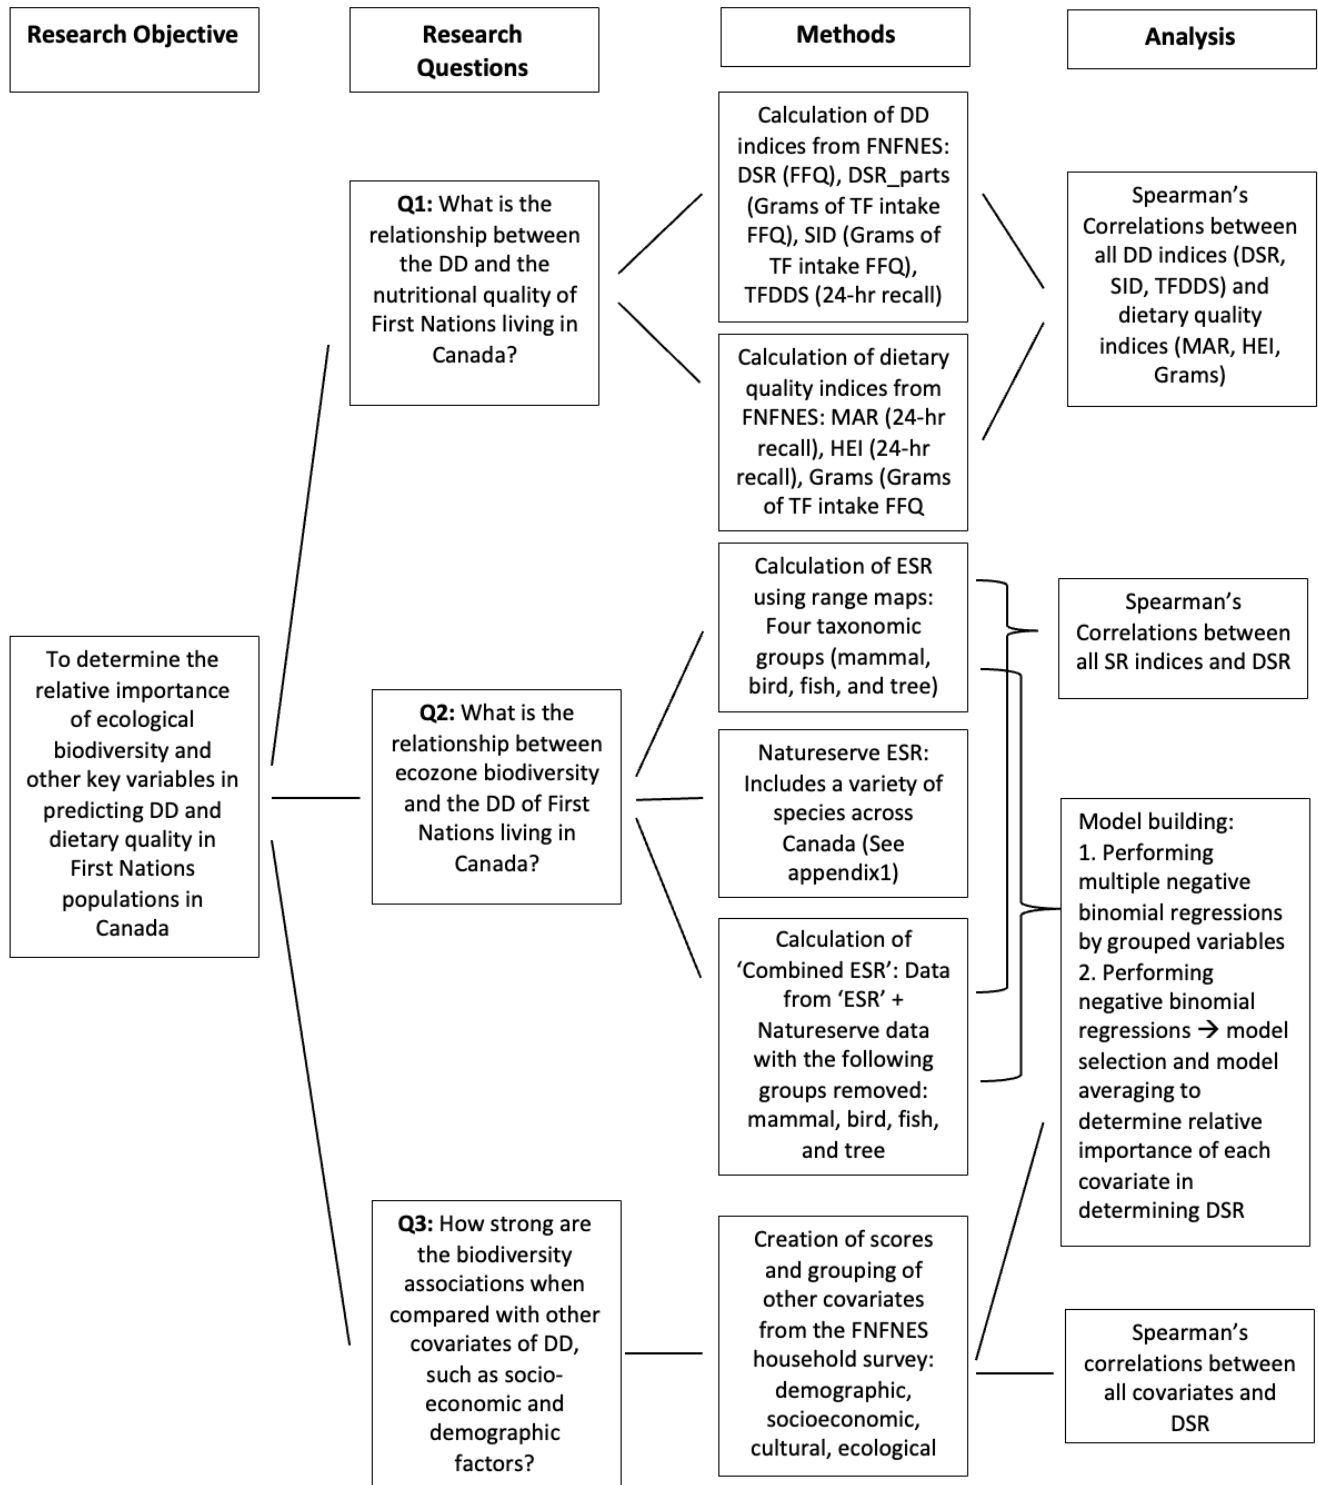 Research Objective
Research
Questions
Methods
Analysis
Calculation of DD
indices from FNFNES:
DSR (FFQ), DSR_parts
(Grams of TF intake
FFQ), SID (Grams of
TF intake FFQ),
TFDDS (24-hr recall)
Q1: What is the
relationship between
the DD and the
nutritional quality of
First Nations living in
Canada?
Spearman’s
Correlations between
all DD indices (DSR,
SID, TFDDS) and
dietary quality
indices (MAR, HEI,
Grams)
Calculation of dietary
quality indices from
FNFNES: MAR (24-hr
recall), HEI (24-hr
recall), Grams (Grams
of TF intake FFQ
Calculation of ESR
using range maps:
Four taxonomic
groups (mammal,
bird, fish, and tree)
Spearman’s
Correlations between
all SR indices and DSR
To determine the
relative importance
of ecological
biodiversity and
other key variables in
predicting DD and
dietary quality in
First Nations
populations in
Canada
Q2: What is the
relationship between
ecozone biodiversity
and the DD of First
Nations living in
Canada?
Natureserve ESR:
Includes a variety of
species across
Canada (See
appendix1)
Calculation of
‘Combined ESR’: Data
from ‘ESR’ +
Natureserve data
with the following
groups removed:
mammal, bird, fish,
and tree
Model building:
1. Performing
multiple negative
binomial regressions
by grouped variables
2. Performing
negative binomial
regressions → model
selection and model
averaging to
determine relative
importance of each
covariate in
determining DSR
Q3: How strong are
the biodiversity
associations when
compared with other
covariates of DD,
such as socio-
economic and
demographic
factors?
Creation of scores
and grouping of
other covariates
from the FNFNES
household survey:
demographic,
socioeconomic,
cultural, ecological
Spearman’s
correlations between
all covariates and
DSR